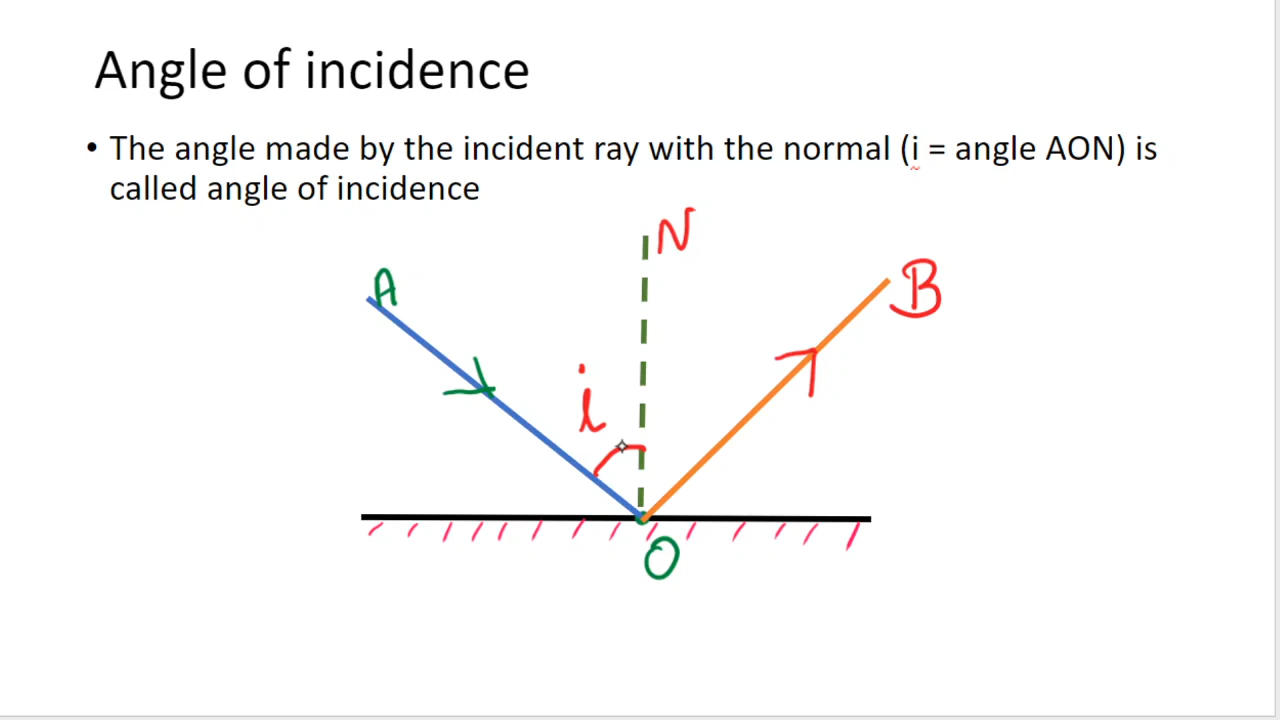 Angle of incidence
• The angle made by the incident ray with the normal (i = angle AON) is
called angle of incidence
N
A
B
i
O